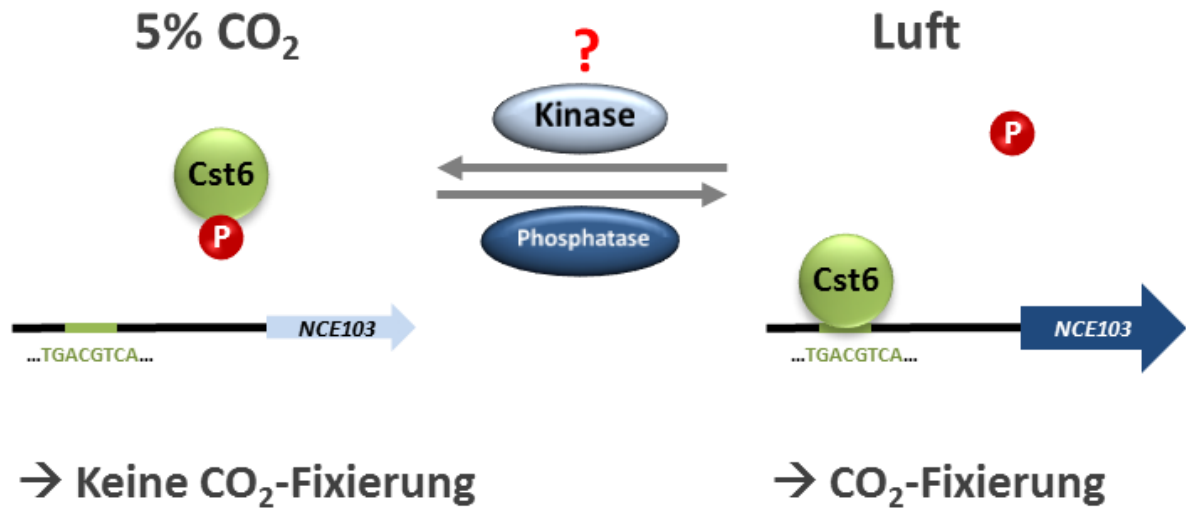 5% CO₂
Luft
?
Kinase
Phosphatase
Cst6
P
P
Cst6
NCE103
NCE103
...TGACGTCA...
...TGACGTCA...
→ Keine CO₂-Fixierung
→ CO₂-Fixierung